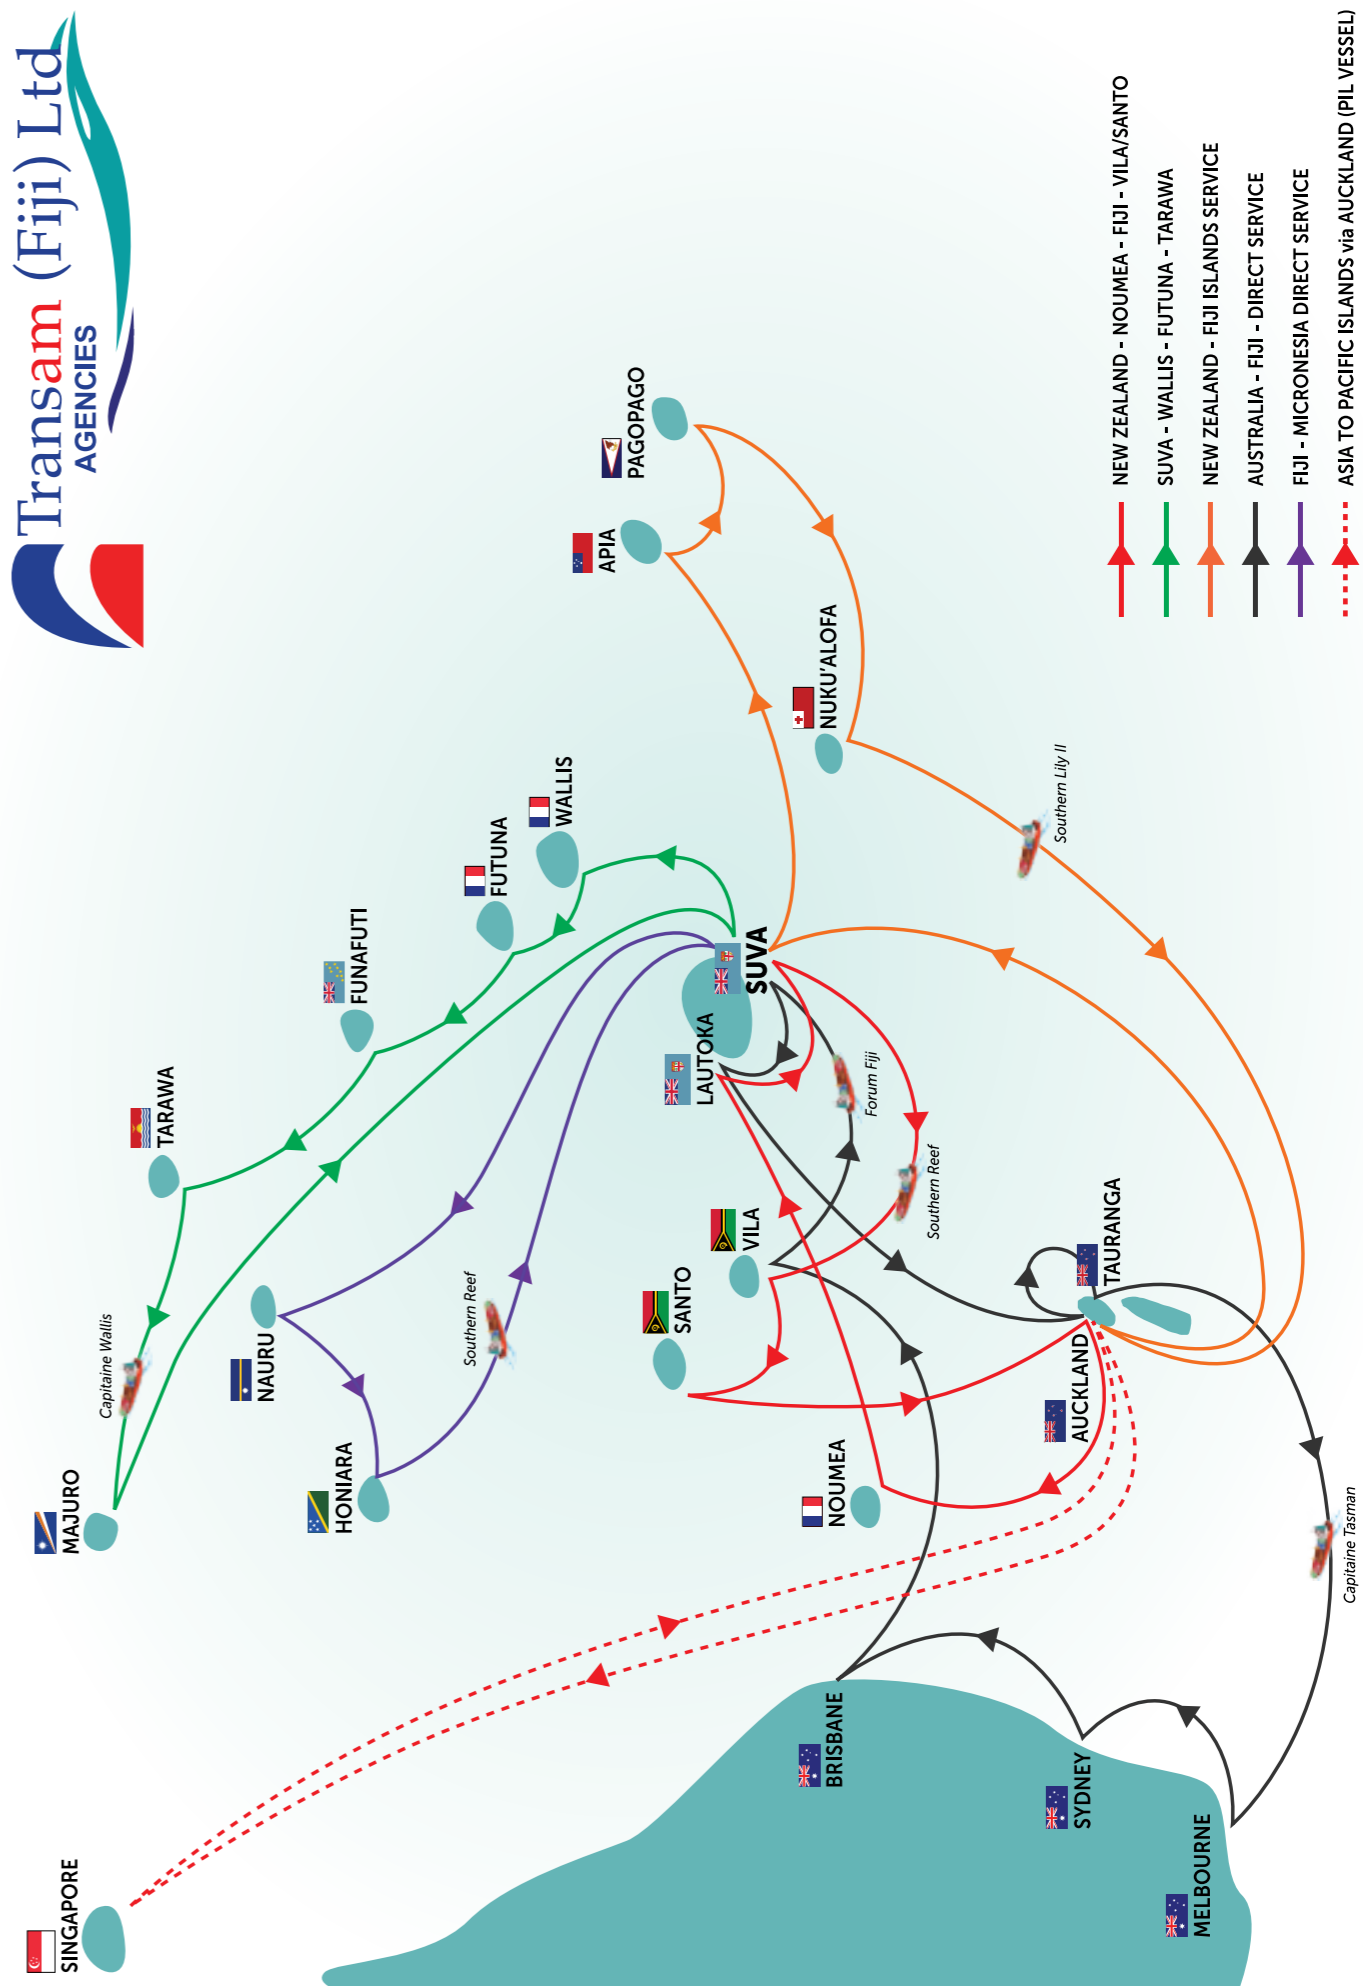 Transam (Fiji) Ltd
AGENCIES
SINGAPORE
MAJURO
Capitaine Wallis
TARAWA
NAURU
FUNAFUTI
HONIARA
FUTUNA
WALLIS
Southern Reef
APIA
PAGOPAGO
SANTO
LAUTOKA
VILA
SUVA
NOUMEA
BRISBANE
NUKU'ALOFA
Forum Fiji
Southern Reef
Southern Lily II
AUCKLAND
TAURANGA
SYDNEY
MELBOURNE
Capitaine Tasman
NEW ZEALAND - NOUMEA - FIJI - VILA/SANTO
SUVA - WALLIS - FUTUNA - TARAWA
NEW ZEALAND - FIJI ISLANDS SERVICE
AUSTRALIA - FIJI - DIRECT SERVICE
FIJI - MICRONESIA DIRECT SERVICE
ASIA TO PACIFIC ISLANDS via AUCKLAND (PIL VESSEL)